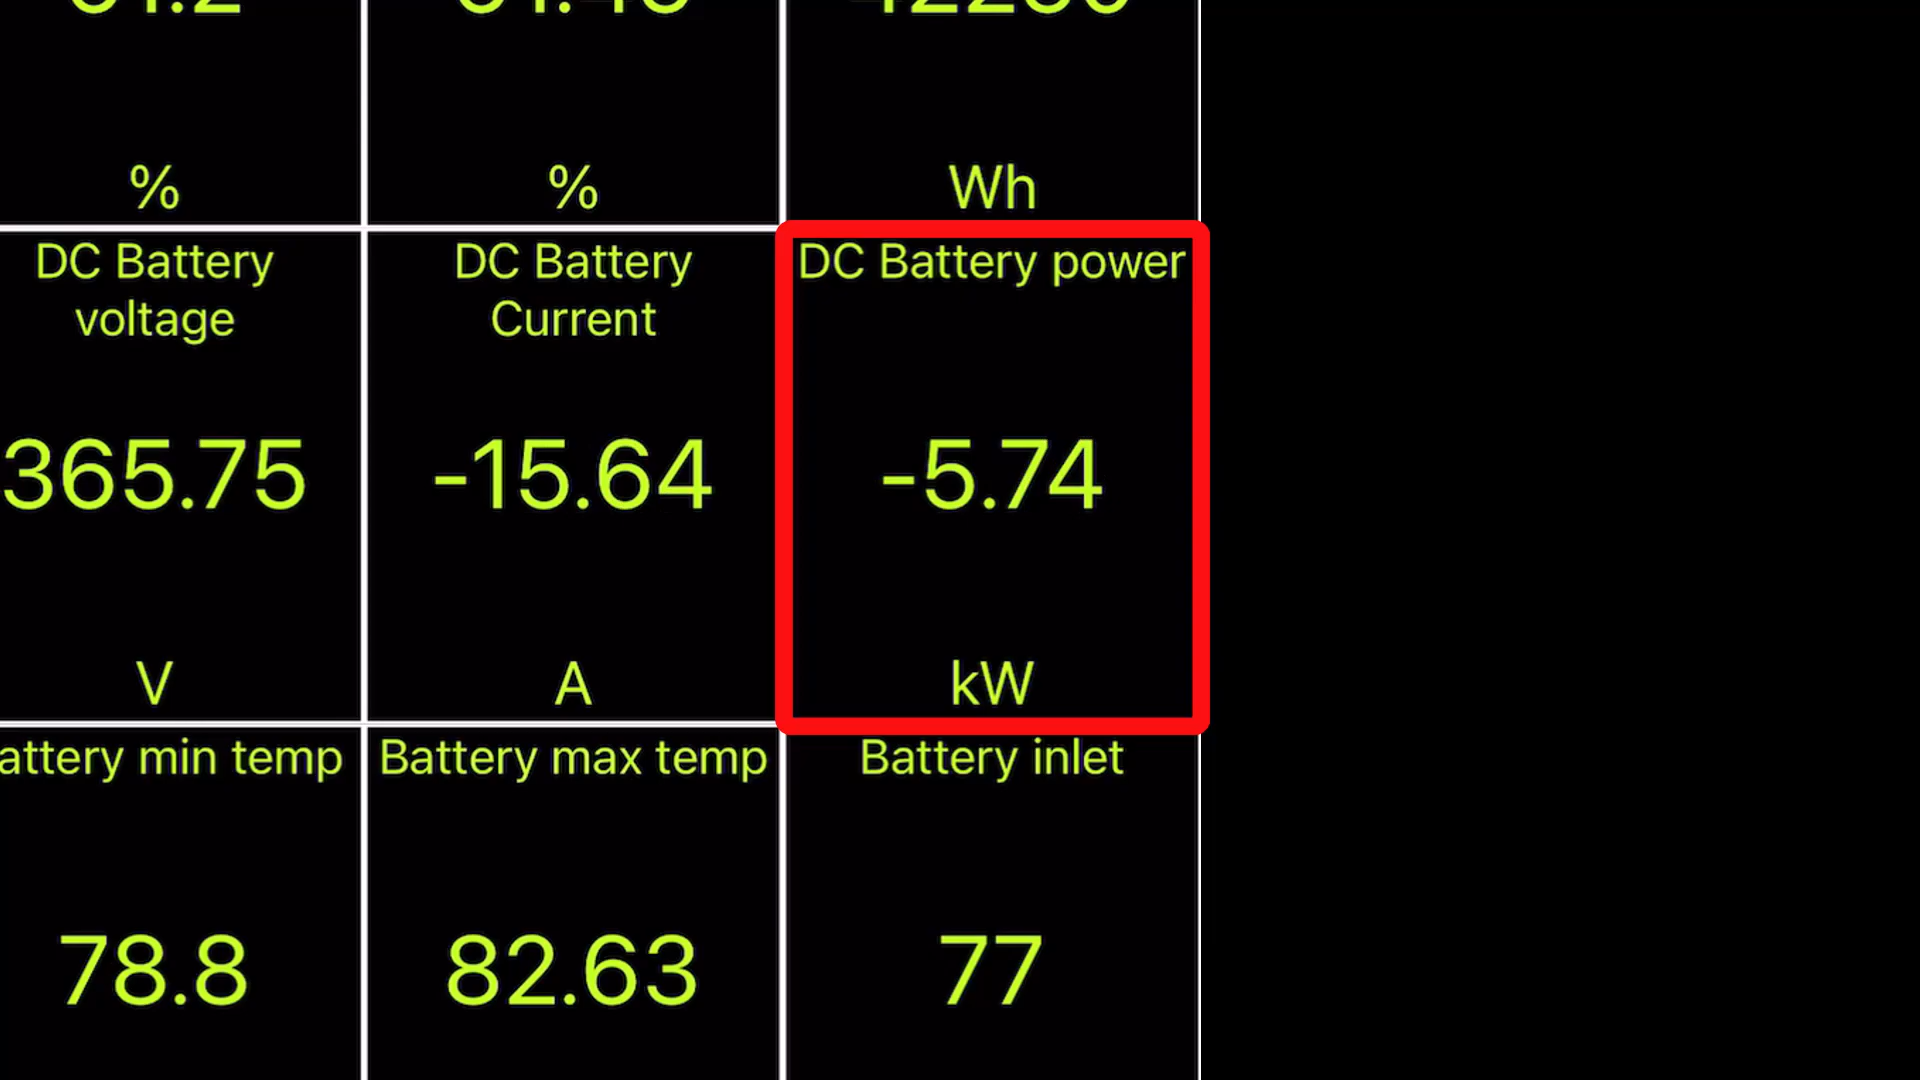 %
%
Wh
DC Battery
voltage
365.75
V
DC Battery
Current
-15.64
A
DC Battery power
-5.74
kW
attery min temp
78.8
Battery max temp
82.63
Battery inlet
77